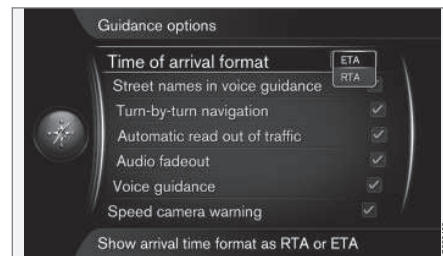 Guidance options
Time of arrival format
ETA
RTA
Street names in voice guidance
Turn-by-turn navigation
Automatic read out of traffic
Audio fadeout
Voice guidance
Speed camera warning
Show arrival time format as RTA or ETA